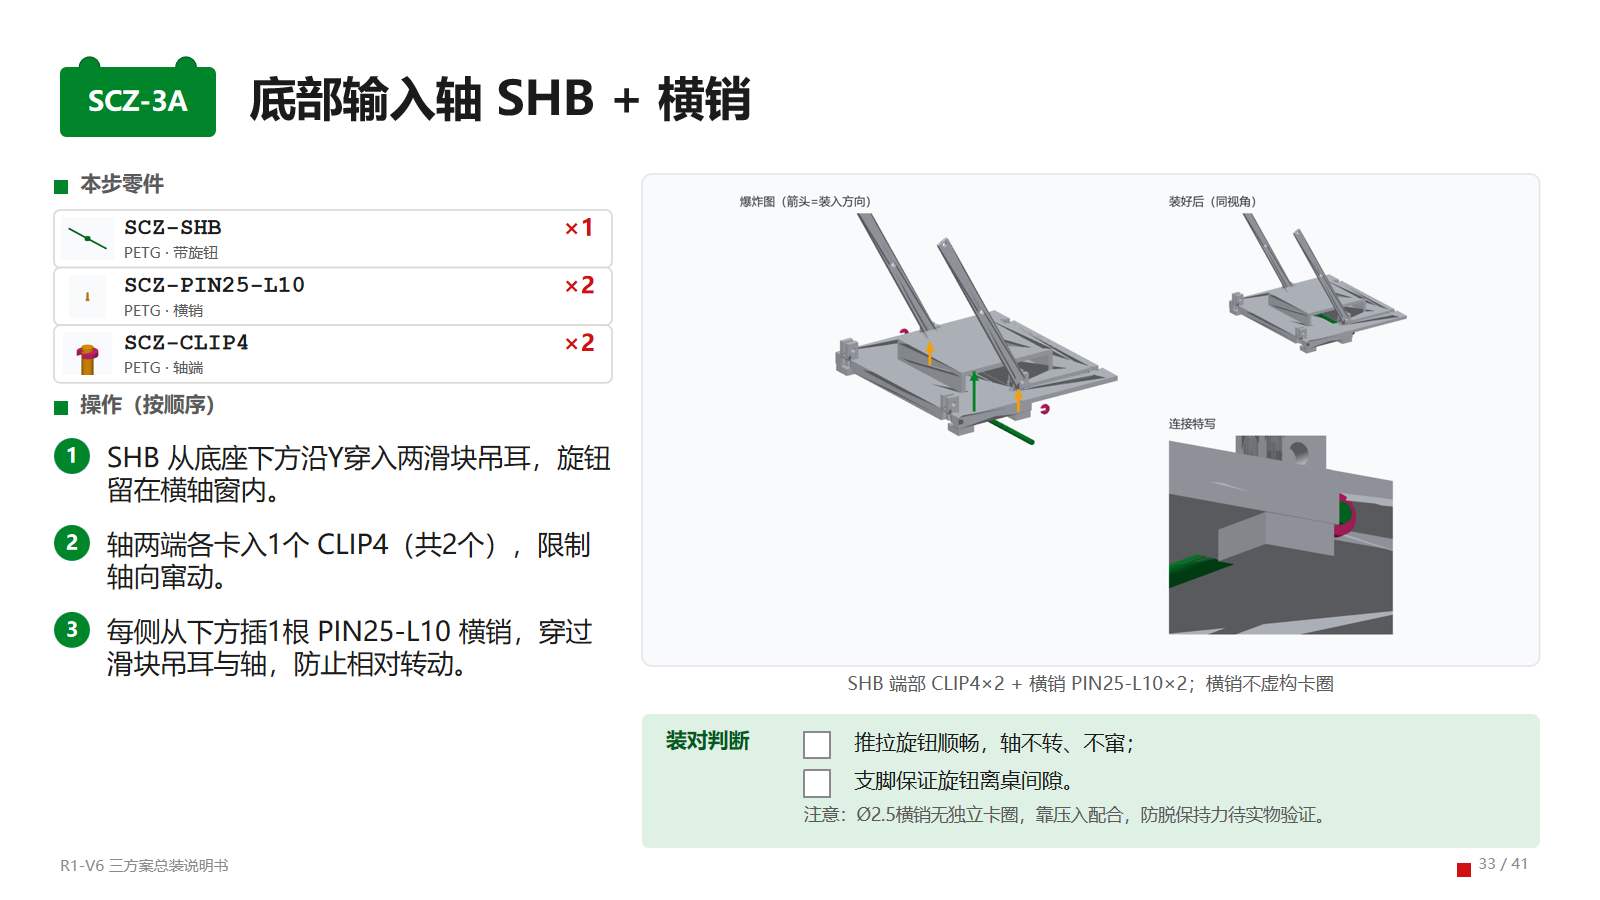 SCZ-3A
底部输入轴 SHB + 横销
本步零件
SCZ-SHB ×1
PETG · 带旋钮
SCZ-PIN25-L10 ×2
PETG · 横销
SCZ-CLIP4 ×2
PETG · 轴端
操作（按顺序）
1 SHB 从底座下方沿Y穿入两滑块吊耳，旋钮
留在横轴窗内。
2 轴两端各卡入1个 CLIP4（共2个），限制
轴向窜动。
3 每侧从下方插1根 PIN25-L10 横销，穿过
滑块吊耳与轴，防止相对转动。
爆炸图（箭头=装入方向）
装好后（同视角）
连接特写
SHB 端部 CLIP4×2 + 横销 PIN25-L10×2；横销不虚构卡圈
装对判断
推拉旋钮顺畅，轴不转、不窜；
支脚保证旋钮离桌间隙。
注意：Ø2.5横销无独立卡圈，靠压入配合，防脱保持力待实物验证。
R1-V6 三方案总装说明书
33 / 41